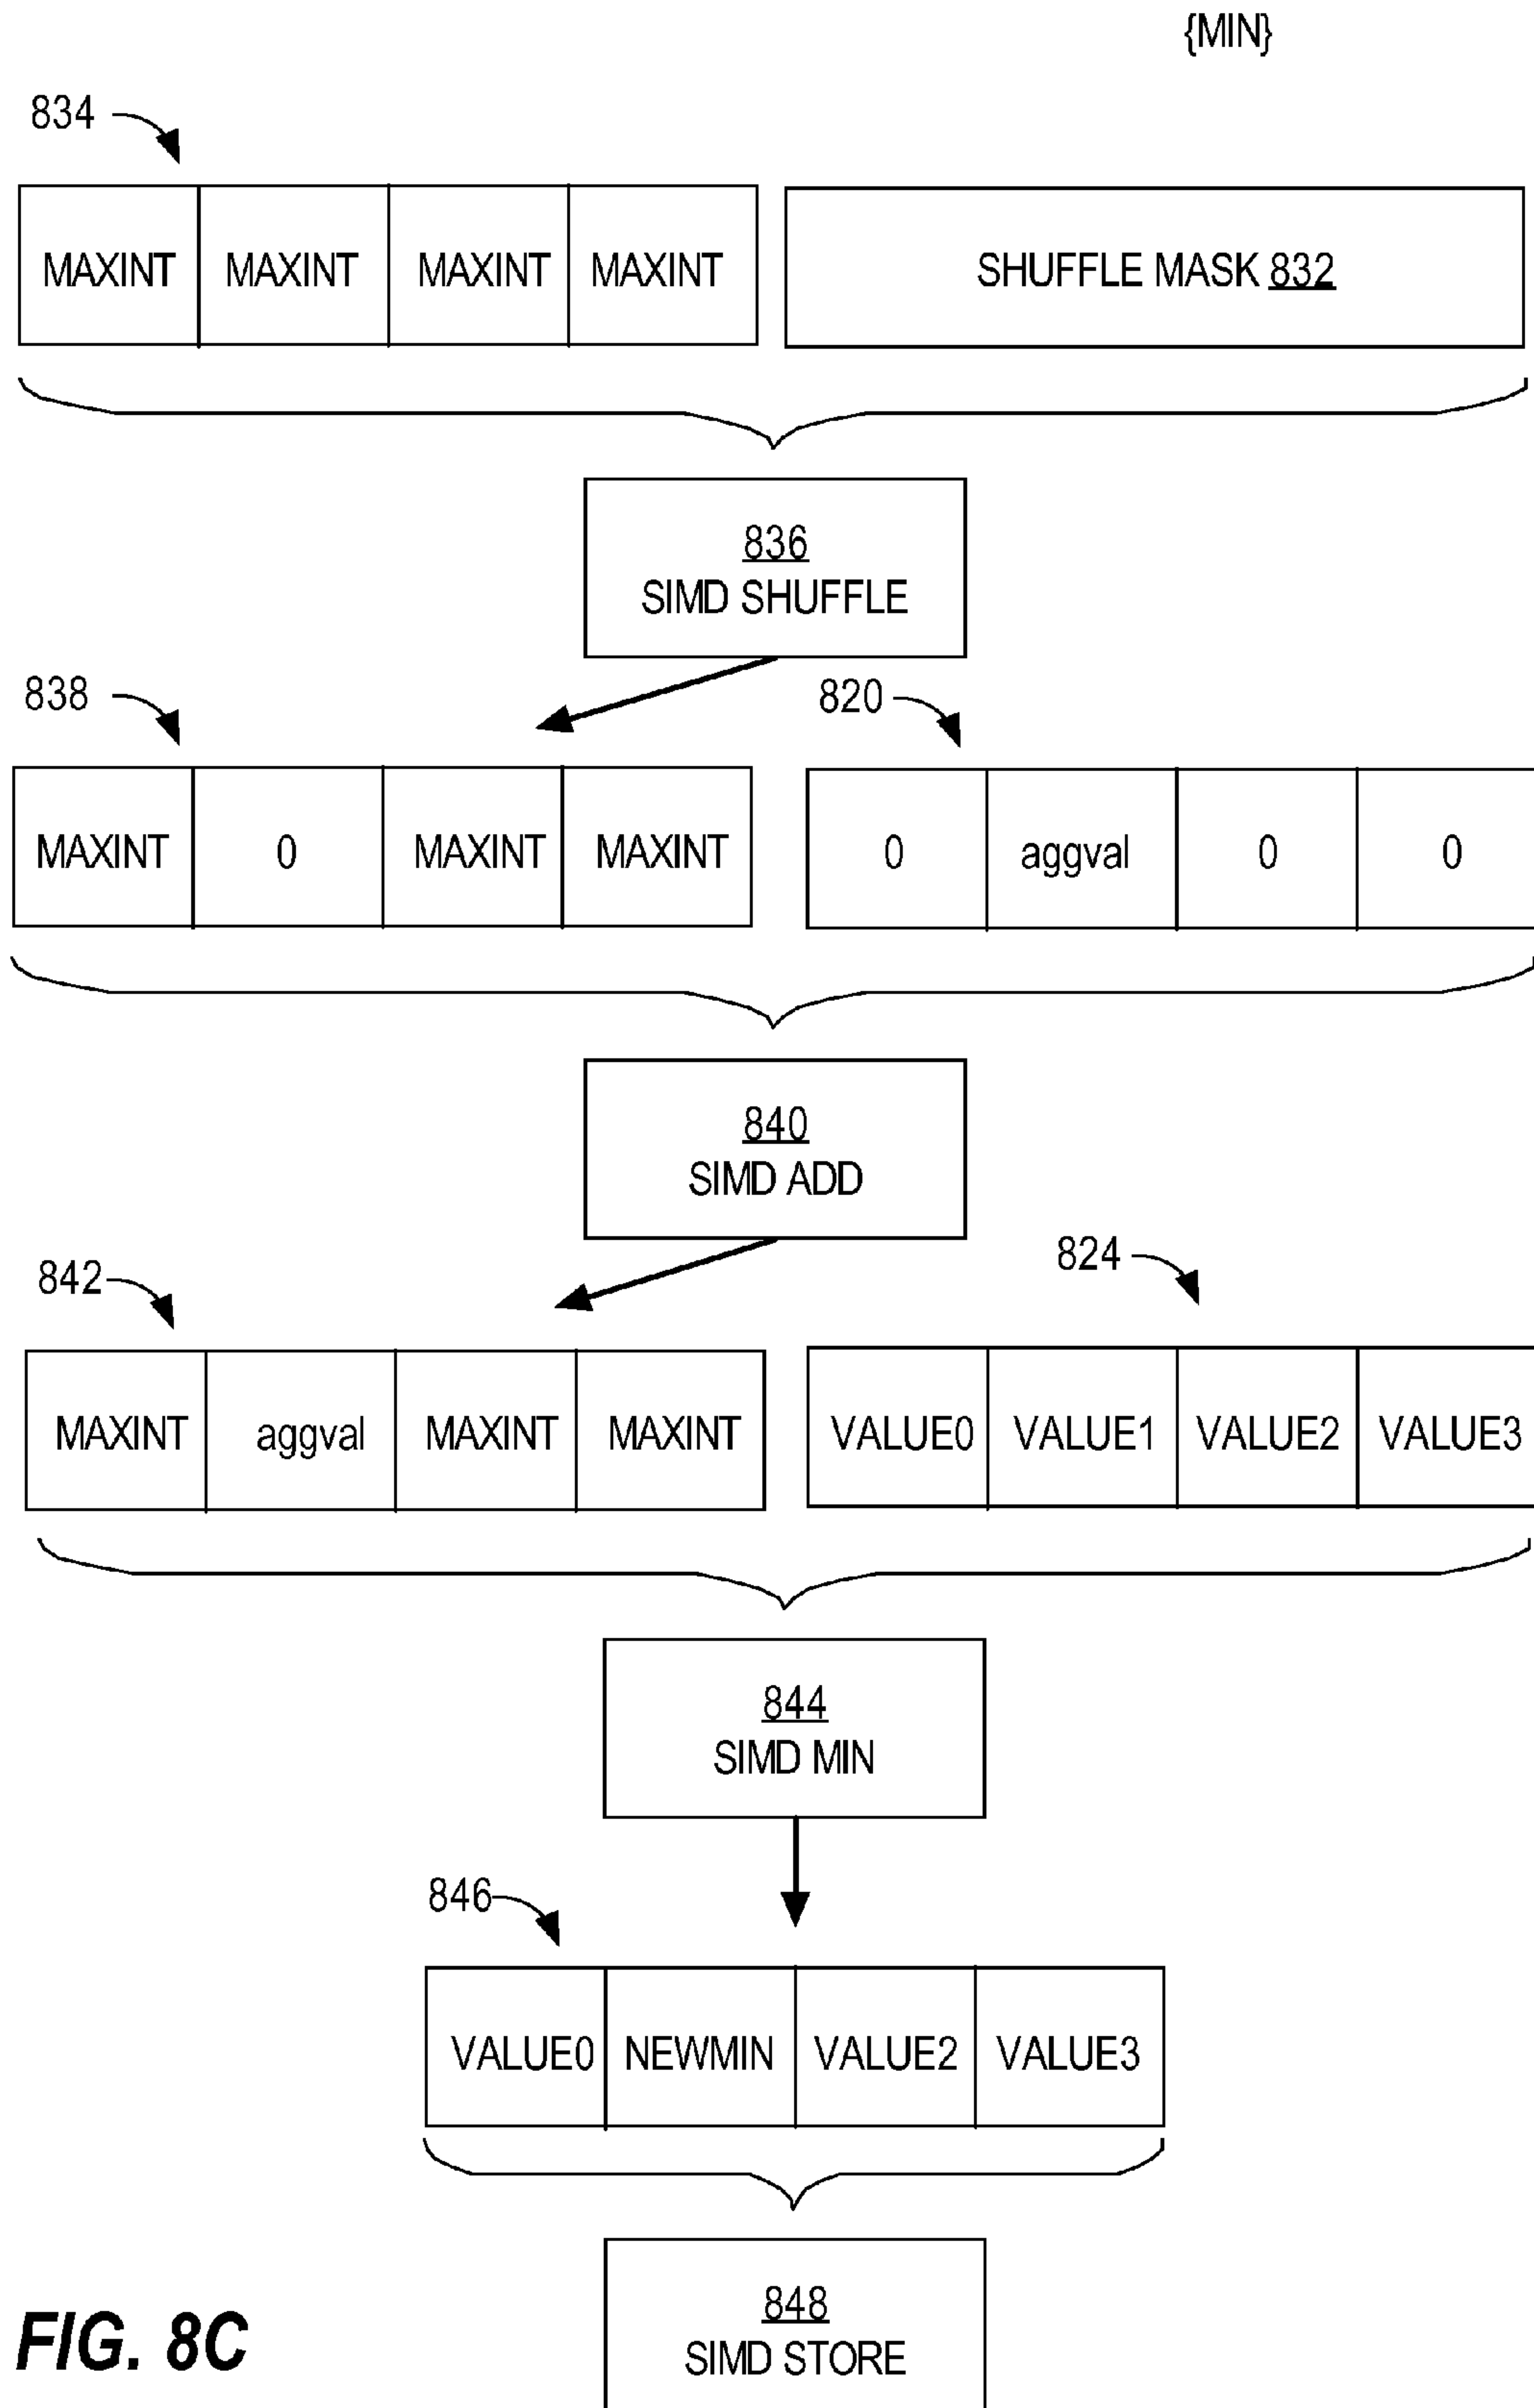 {MIN}
834
MAXINT MAXINT MAXINT MAXINT SHUFFLE MASK 832
836
SIMD SHUFFLE
838 820
MAXINT 0 MAXINT MAXINT 0 aggval 0 0
840
SIMD ADD
842 824
MAXINT aggval MAXINT MAXINT VALUE0 VALUE1 VALUE2 VALUE3
844
SIMD MIN
846
VALUE0 NEWMIN VALUE2 VALUE3
848
SIMD STORE
FIG. 8C